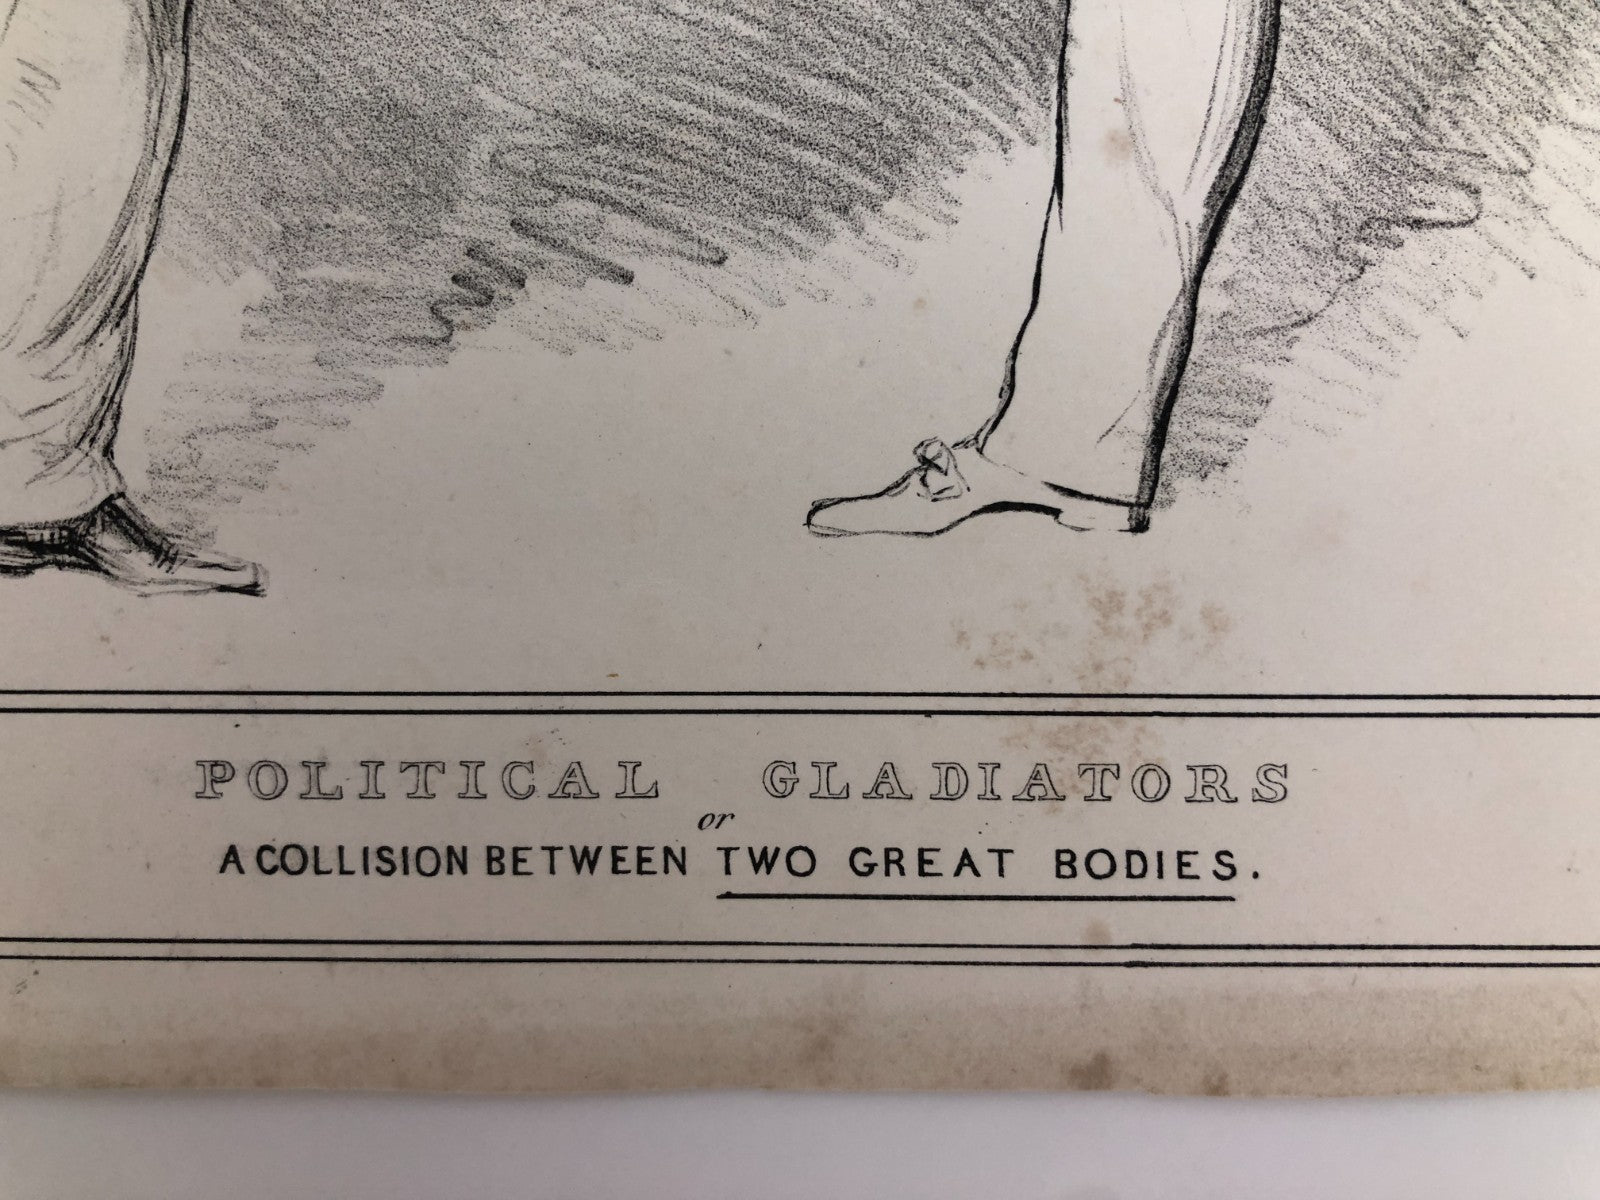 POLITICAL GLADIATORS
or
A COLLISION BETWEEN TWO GREAT BODIES.